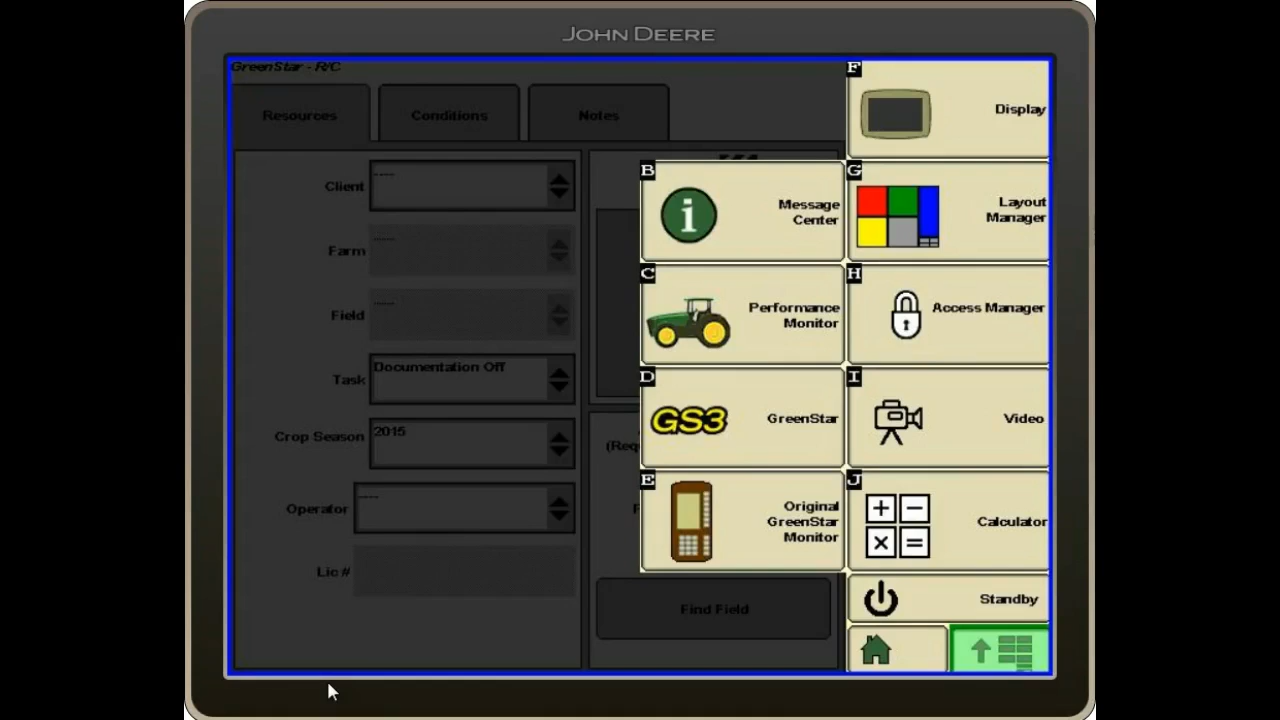 JOHN DEERE
GreenStar - R/C
Resources
Conditions
Notes
Client
----
Farm
----
Field
----
Task
Documentation Off
Crop Season
2015
Operator
----
Lic #
(Req
Find Field
B
Message
Center
C
Performance
Monitor
D
GS3
GreenStar
E
Original
GreenStar
Monitor
F
Display
G
Layout
Manager
H
Access Manager
I
Video
J
+ -
x =
Calculator
Standby